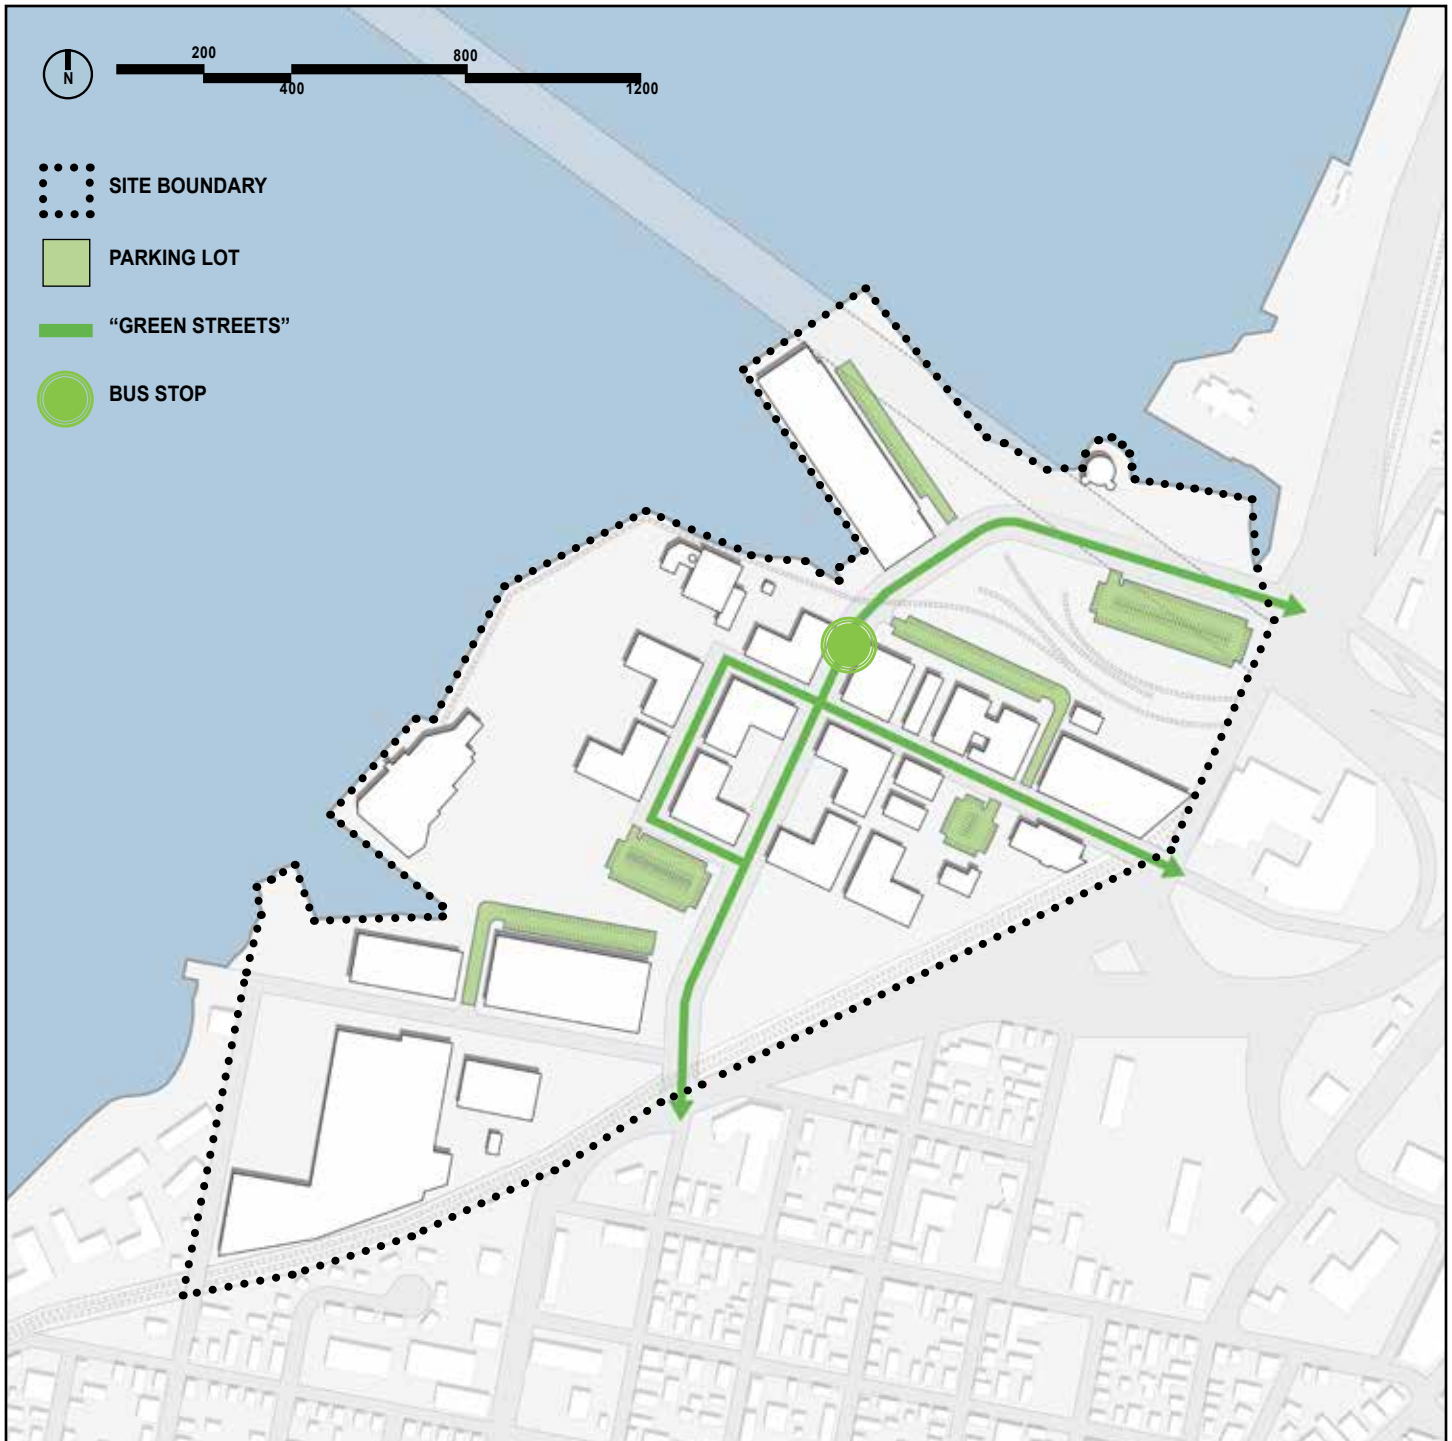 200
800
N
400
1200
SITE BOUNDARY
PARKING LOT
“GREEN STREETS”
BUS STOP